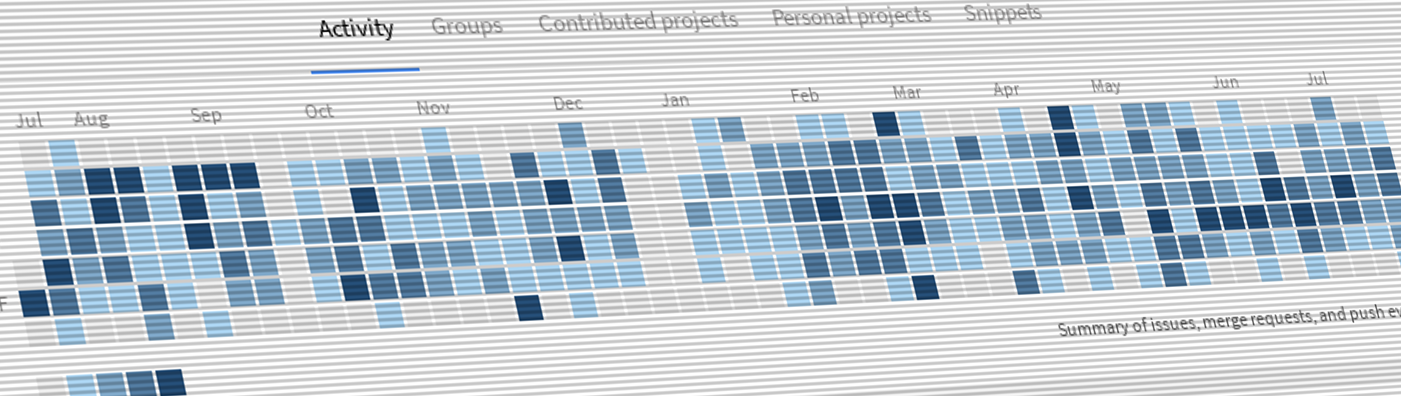 Activity Groups Contributed projects Personal projects Snippets
Jul Aug Sep Oct Nov Dec Jan Feb Mar Apr May Jun Jul
F
Summary of issues, merge requests, and push ev